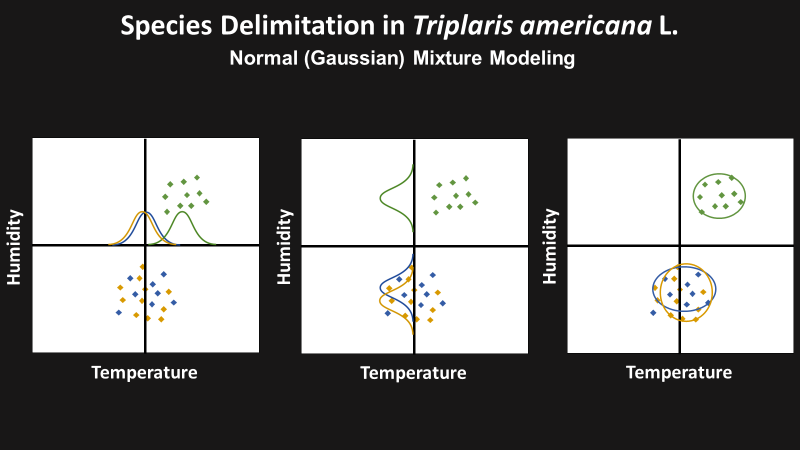 Species Delimitation in Triplaris americana L.
Normal (Gaussian) Mixture Modeling
Humidity
Temperature
Humidity
Temperature
Humidity
Temperature